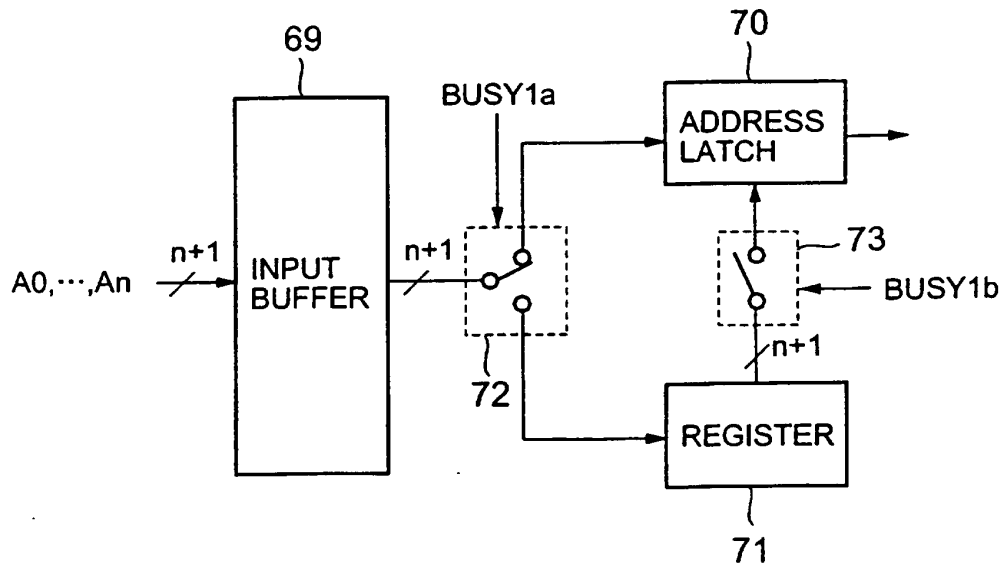 69
70
BUSY1a
ADDRESS
LATCH
n+1
n+1
73
A0,⋯,An
INPUT
BUFFER
BUSY1b
72
n+1
REGISTER
71